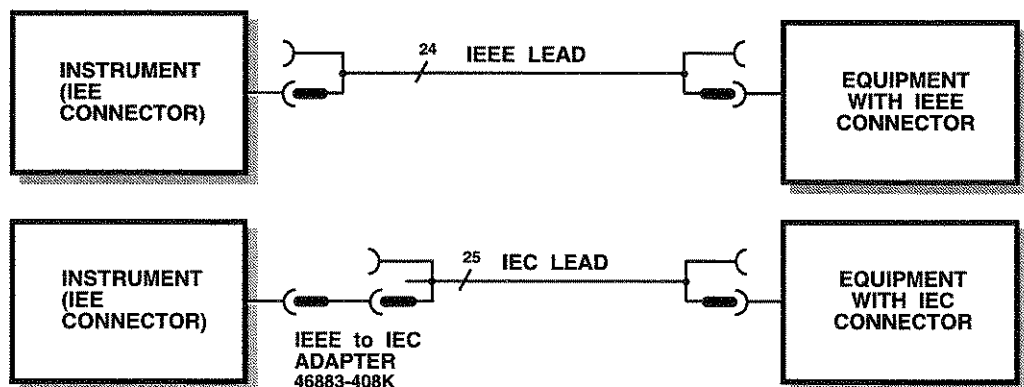 INSTRUMENT
(IEE
CONNECTOR)
24
IEEE LEAD
EQUIPMENT
WITH IEEE
CONNECTOR
INSTRUMENT
(IEE
CONNECTOR)
IEEE to IEC
ADAPTER
46883-408K
25
IEC LEAD
EQUIPMENT
WITH IEC
CONNECTOR